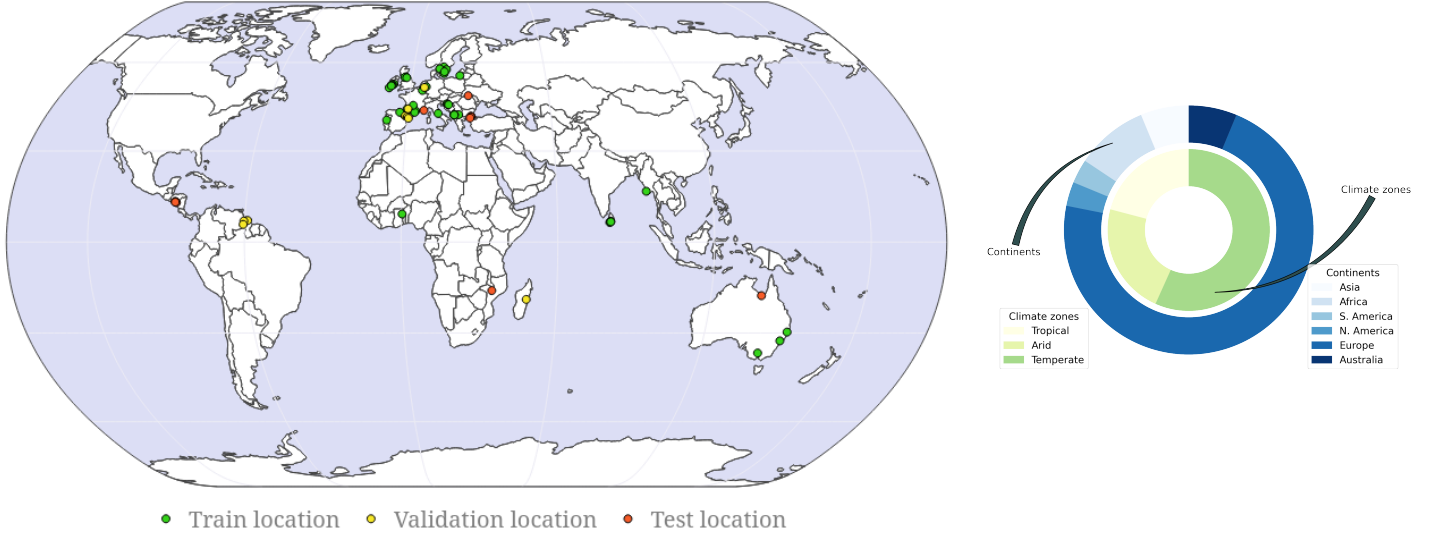 Train location
Validation location
Test location
Continents
Climate zones
Climate zones
Tropical
Arid
Temperate
Continents
Asia
Africa
S. America
N. America
Europe
Australia